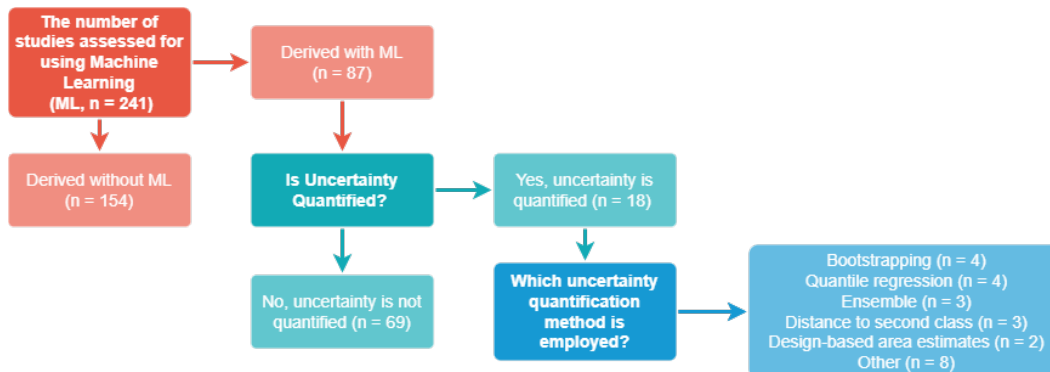 The number of
studies assessed for
using Machine
Learning
(ML, n = 241)
Derived with ML
(n = 87)
Derived without ML
(n = 154)
Is Uncertainty
Quantified?
Yes, uncertainty is
quantified (n = 18)
No, uncertainty is not
quantified (n = 69)
Which uncertainty
quantification
method is
employed?
Bootstrapping (n = 4)
Quantile regression (n = 4)
Ensemble (n = 3)
Distance to second class (n = 3)
Design-based area estimates (n = 2)
Other (n = 8)